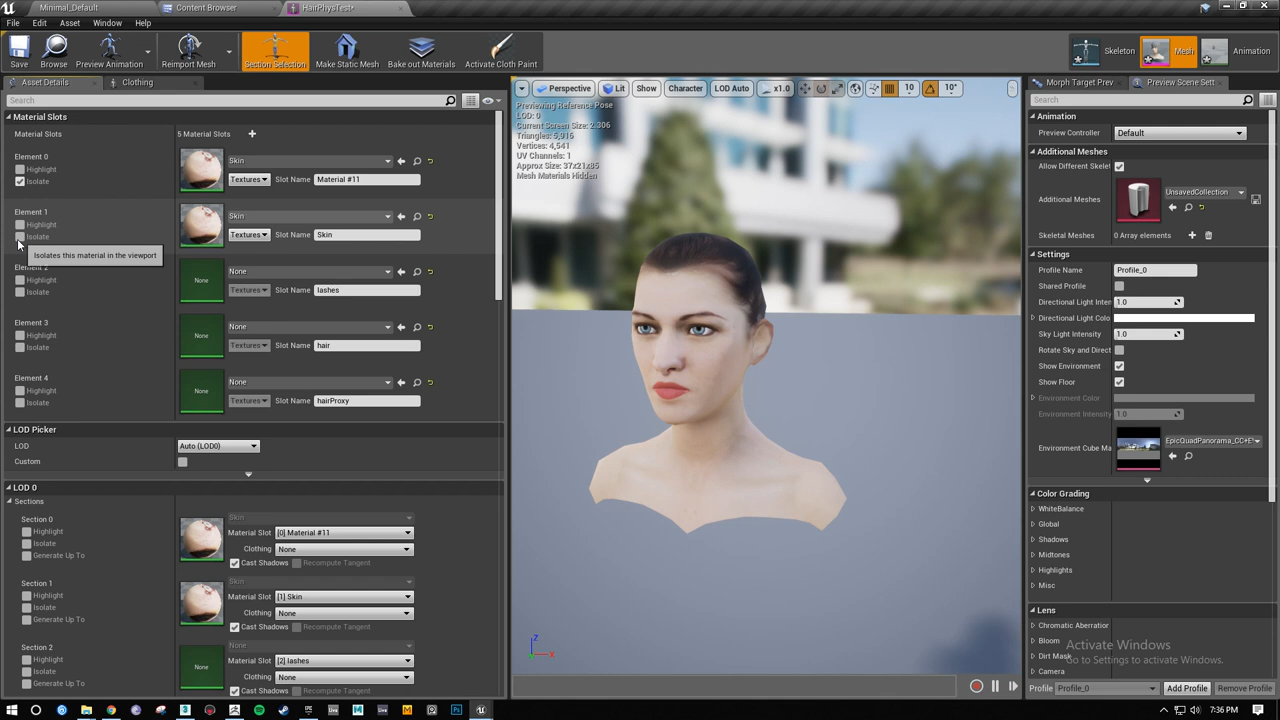 Minimal_Default
Content Browser
HairPhysTest*
File
Edit
Asset
Window
Help
Save
Browse
Preview Animation
Reimport Mesh
Section Selection
Make Static Mesh
Bake out Materials
Activate Cloth Paint
Skeleton
Mesh
Animation
Asset Details
Clothing
Search
Material Slots
Material Slots
5 Material Slots
Element 0
Highlight
Isolate
Skin
Textures
Slot Name
Material #11
Element 1
Highlight
Isolate
Skin
Textures
Slot Name
Skin
Isolates this material in the viewport
Element 2
Highlight
Isolate
None
None
Textures
Slot Name
lashes
Element 3
Highlight
Isolate
None
None
Textures
Slot Name
hair
Element 4
Highlight
Isolate
None
None
Textures
Slot Name
hairProxy
LOD Picker
LOD
Auto (LOD0)
Custom
LOD 0
Sections
Section 0
Highlight
Isolate
Generate Up To
Skin
Material Slot
[0] Material #11
Clothing
None
Cast Shadows
Recompute Tangent
Section 1
Highlight
Isolate
Generate Up To
Skin
Material Slot
[1] Skin
Clothing
None
Cast Shadows
Recompute Tangent
Section 2
Highlight
Isolate
Generate Up To
None
None
Material Slot
[2] lashes
Clothing
None
Cast Shadows
Recompute Tangent
Perspective
Lit
Show
Character
LOD Auto
x1.0
10
10°
Previewing Reference Pose
LOD: 0
Current Screen Size: 2.306
Triangles: 5,916
Vertices: 4,541
UV Channels: 1
Approx Size: 37x21x85
Mesh Materials Hidden
Z
X
Morph Target Prev
Preview Scene Sett
Search
Animation
Preview Controller
Default
Additional Meshes
Allow Different Skelet
Additional Meshes
UnsavedCollection
Skeletal Meshes
0 Array elements
Settings
Profile Name
Profile_0
Shared Profile
Directional Light Inten
1.0
Directional Light Colo
Sky Light Intensity
1.0
Rotate Sky and Direct
Show Environment
Show Floor
Environment Color
Environment Intensity
1.0
Environment Cube Ma
EpicQuadPanorama_CC+E
Color Grading
WhiteBalance
Global
Shadows
Midtones
Highlights
Misc
Lens
Chromatic Aberration
Bloom
Dirt Mask
Camera
Activate Windows
Go to Settings to activate Windows.
Profile
Profile_0
Add Profile
Remove Profile
7:36 PM